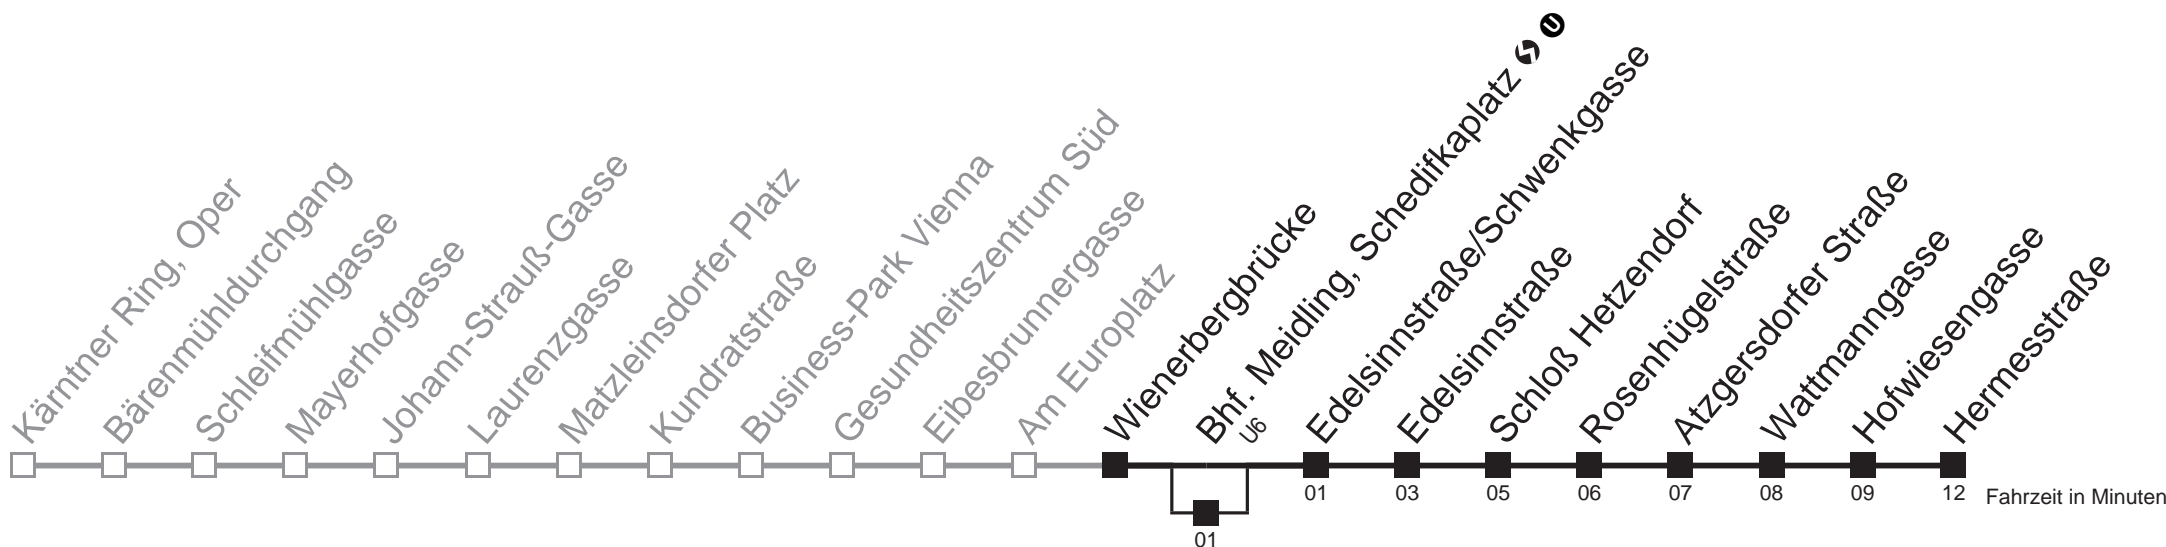 Kärntner Ring, Oper
Bärenmühldurchgang
Schleifmühlgasse
Mayerhofgasse
Johann-Strauß-Gasse
Laurenzgasse
Matzleinsdorfer Platz
Kundratstraße
Business-Park Vienna
Gesundheitszentrum Süd
Eibesbrunnergasse
Am Europlatz
Wienerbergbrücke
Bhf. Meidling, Schedifkaplatz U
U6
Edelsinnstraße/Schwenkgasse
Edelsinnstraße
Schloß Hetzendorf
Rosenhügelstraße
Atzgersdorfer Straße
Wattmanngasse
Hofwiesengasse
Hermesstraße
01 03 05 06 07 08 09 12 Fahrzeit in Minuten
01